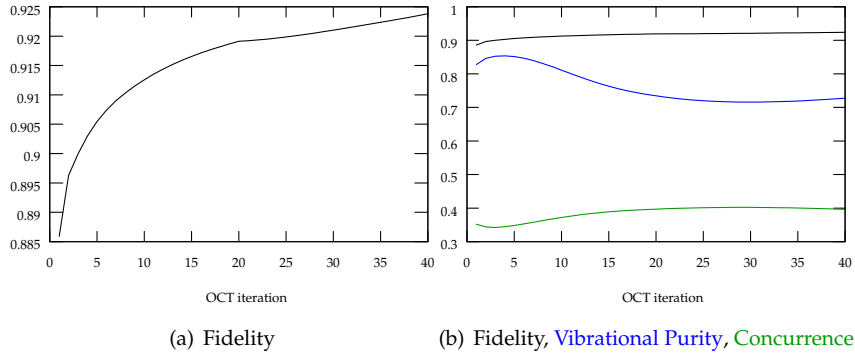 0.925
0.92
0.915
0.91
0.905
0.9
0.895
0.89
0.885
0 5 10 15 20 25 30 35 40
OCT iteration
(a) Fidelity
1
0.9
0.8
0.7
0.6
0.5
0.4
0.3
0 5 10 15 20 25 30 35 40
OCT iteration
(b) Fidelity, Vibrational Purity, Concurrence